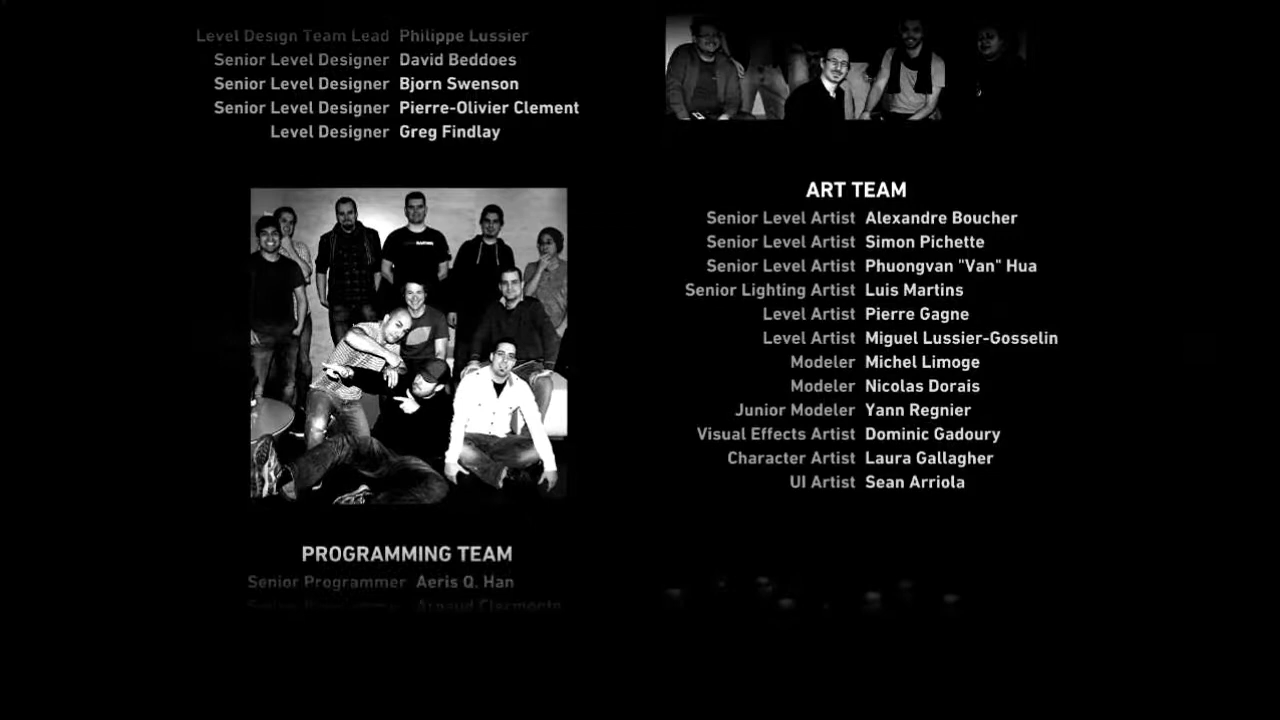 Level Design Team Lead Philippe Lussier
Senior Level Designer David Beddoes
Senior Level Designer Bjorn Swenson
Senior Level Designer Pierre-Olivier Clement
Level Designer Greg Findlay
PROGRAMMING TEAM
Senior Programmer Aeris Q. Han
ART TEAM
Senior Level Artist Alexandre Boucher
Senior Level Artist Simon Pichette
Senior Level Artist Phuongvan "Van" Hua
Senior Lighting Artist Luis Martins
Level Artist Pierre Gagne
Level Artist Miguel Lussier-Gosselin
Modeler Michel Limoge
Modeler Nicolas Dorais
Junior Modeler Yann Regnier
Visual Effects Artist Dominic Gadoury
Character Artist Laura Gallagher
UI Artist Sean Arriola